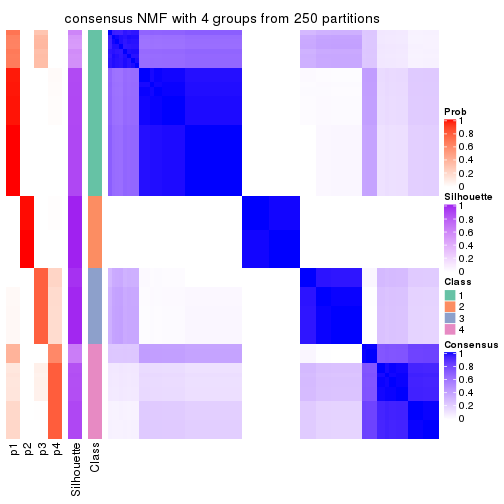 consensus NMF with 4 groups from 250 partitions
Prob
1
0.8
0.6
0.4
0.2
0
Silhouette
1
0.8
0.6
0.4
0.2
0
Class
1
2
3
4
Consensus
1
0.8
0.6
0.4
0.2
0
p1
p2
p3
p4
Silhouette
Class